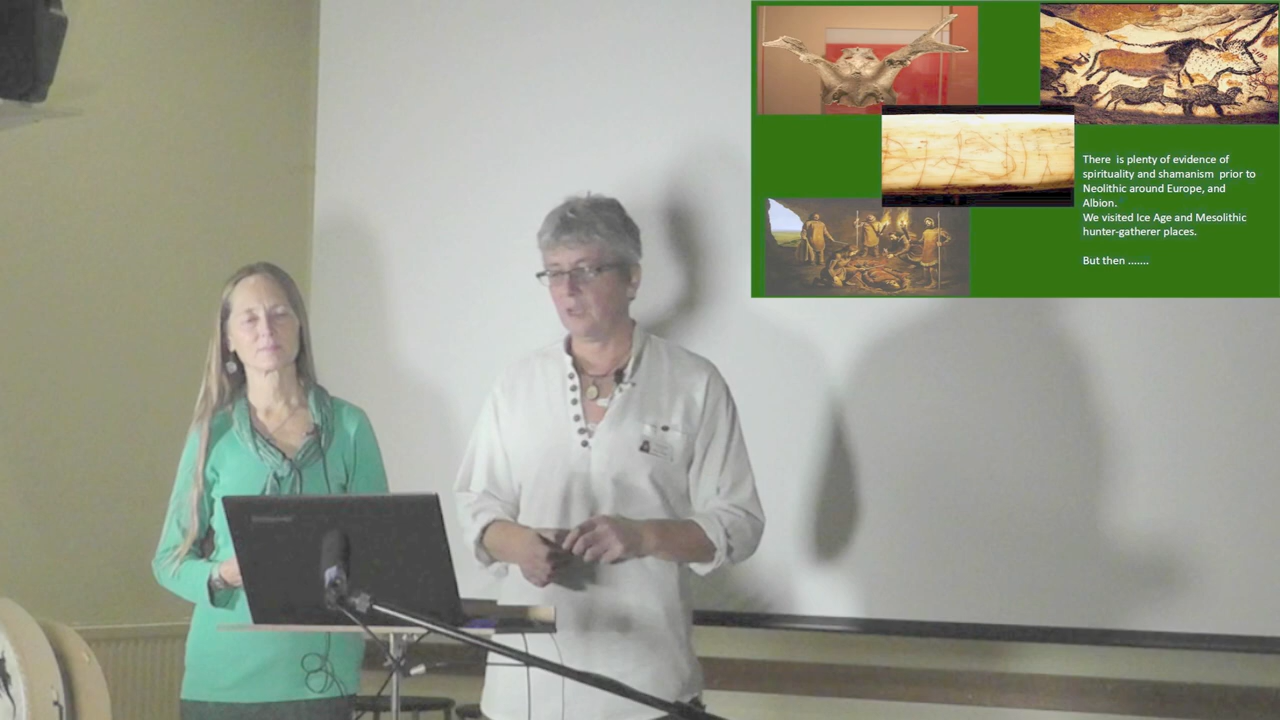 There is plenty of evidence of
spirituality and shamanism prior to
Neolithic around Europe, and
Albion.
We visited Ice Age and Mesolithic
hunter-gatherer places.
But then .......